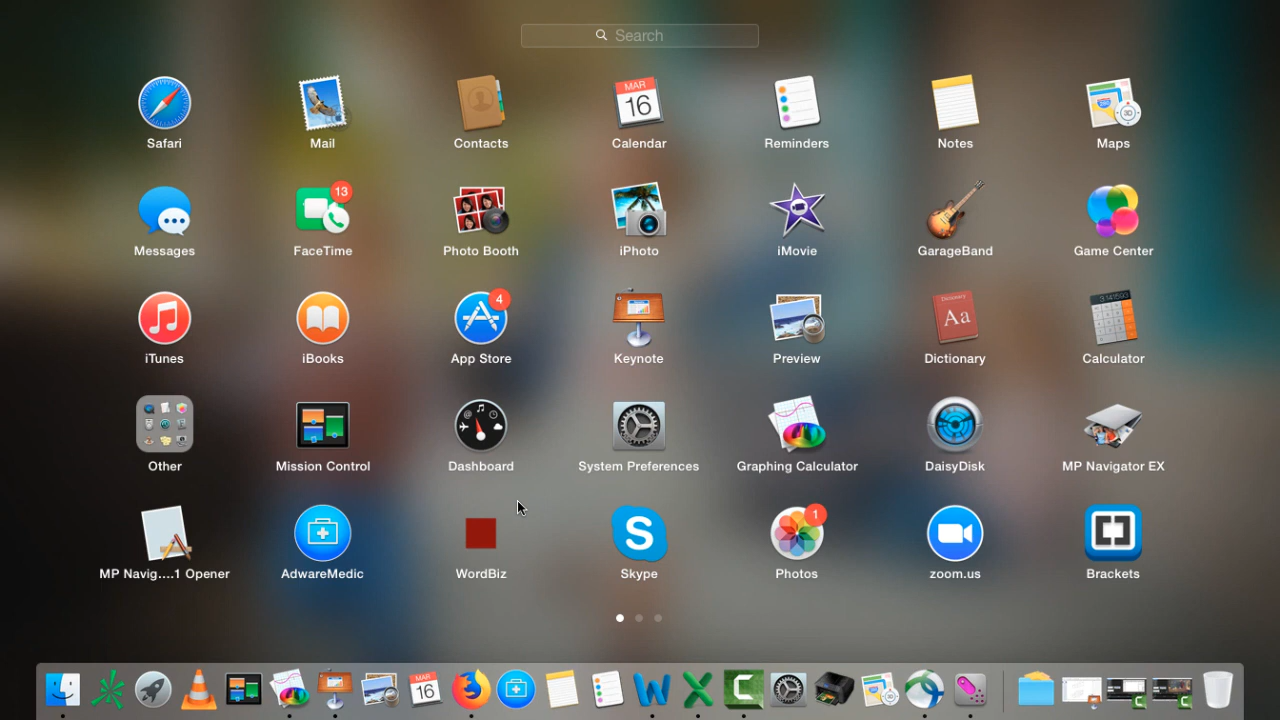 Search
Safari
Mail
MAR
16
Contacts
Calendar
Reminders
Notes
3D
Maps
13
Messages
FaceTime
Photo Booth
iPhoto
iMovie
GarageBand
Game Center
4
Dictionary
Aa
iTunes
iBooks
App Store
Keynote
Preview
Dictionary
Calculator
Other
Mission Control
Dashboard
System Preferences
Graphing Calculator
DaisyDisk
MP Navigator EX
S
1
MP Navig....1 Opener
AdwareMedic
WordBiz
Skype
Photos
zoom.us
Brackets
MAR
16
W
X
C